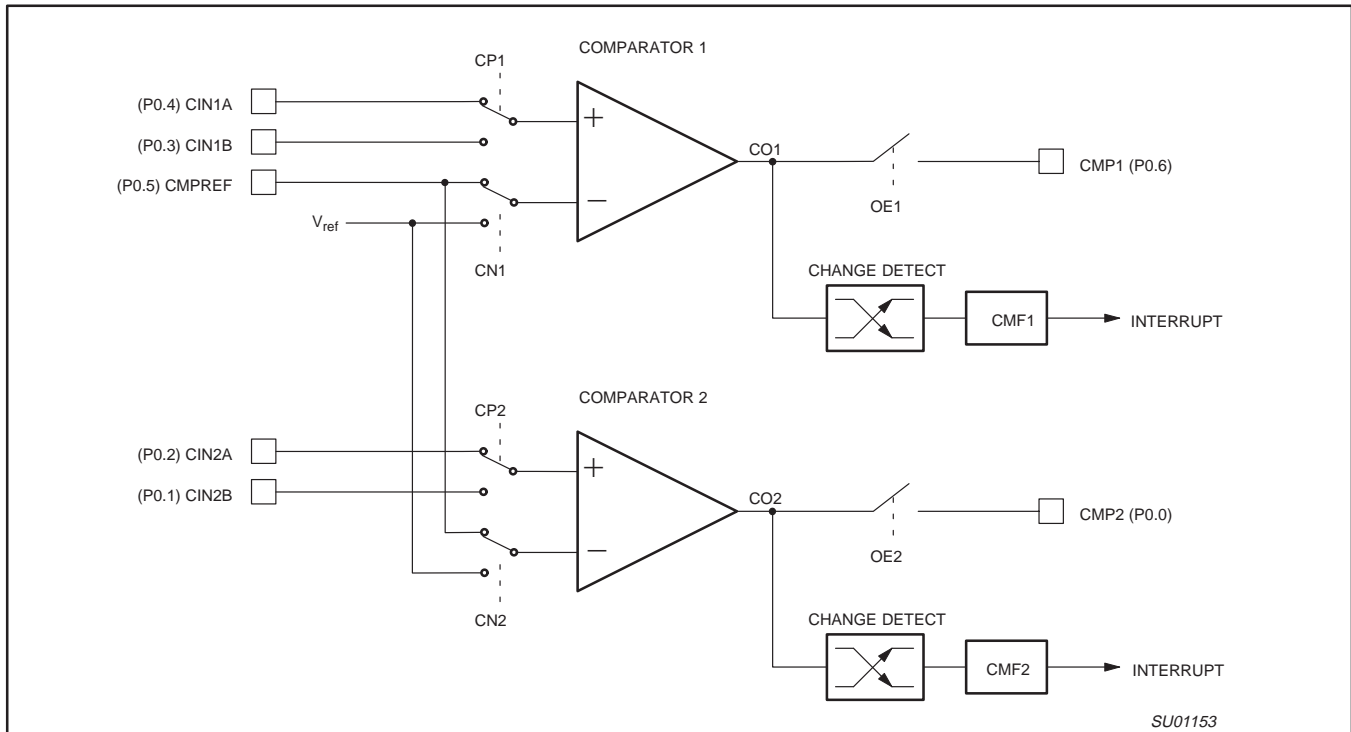 COMPARATOR 1
CP1
(P0.4) CIN1A
+
(P0.3) CIN1B
CO1
CMP1 (P0.6)
(P0.5) CMPREF
−
OE1
Vref
CN1
CHANGE DETECT
CMF1
INTERRUPT
COMPARATOR 2
CP2
(P0.2) CIN2A
+
(P0.1) CIN2B
CO2
CMP2 (P0.0)
−
OE2
CN2
CHANGE DETECT
CMF2
INTERRUPT
SU01153